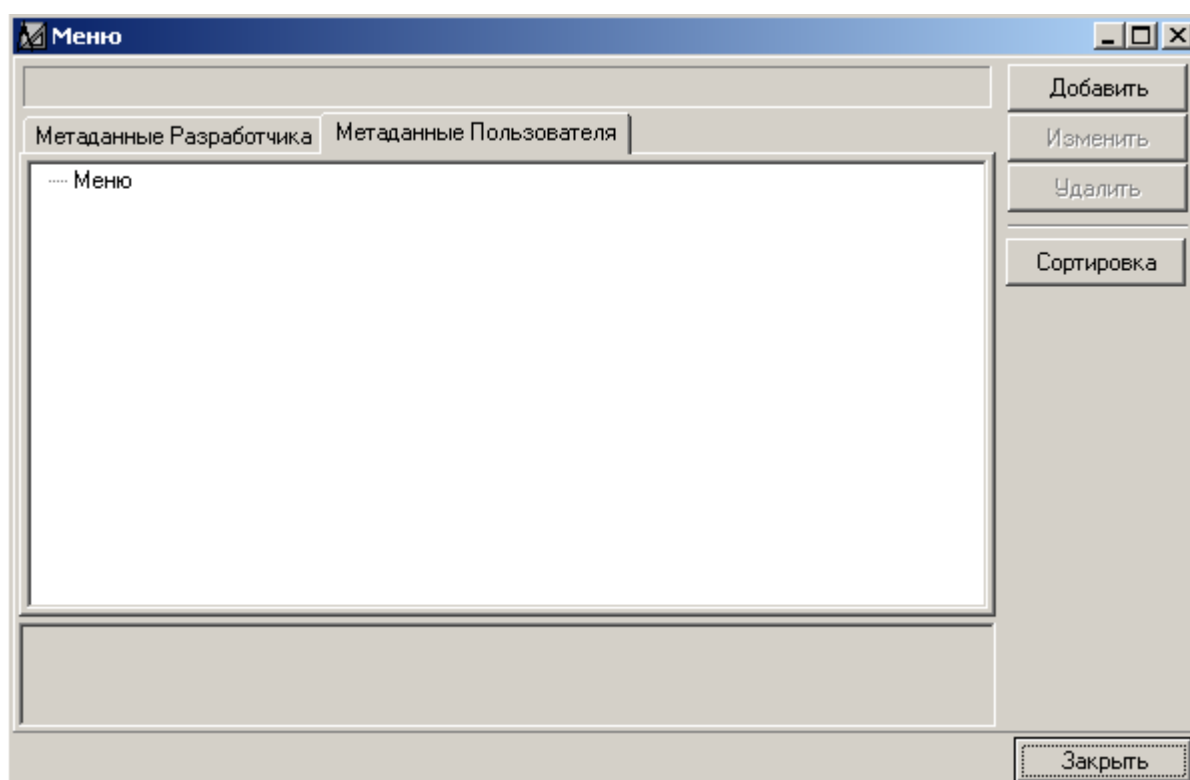 Меню
Добавить
Метаданные Разработчика Метаданные Пользователя
Изменить
Меню
Удалить
Сортировка
Закрыть